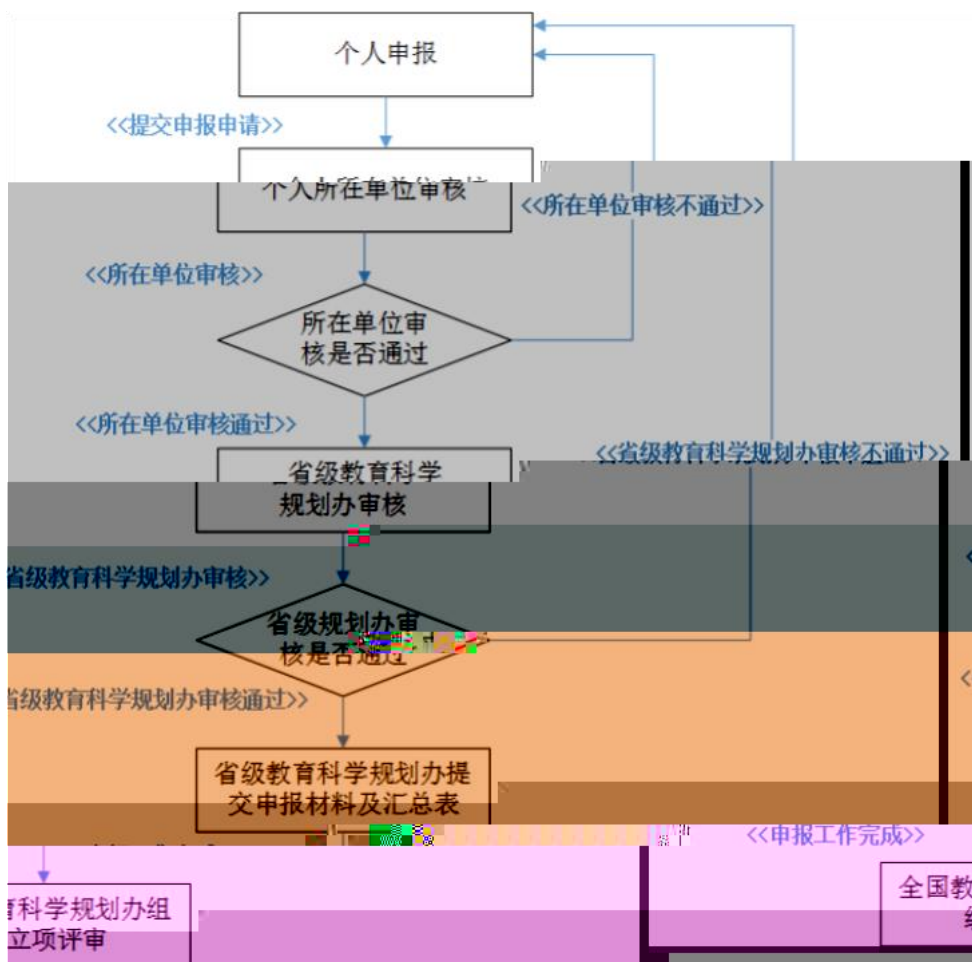 个人申报
<<提交申报申请>>
个人所在单位审核
<<所在单位审核不通过>>
<<所在单位审核>>
所在单位审
核是否通过
<<所在单位审核通过>>
<<省级教育科学规划办审核不通过>>
省级教育科学
规划办审核
省级教育科学规划办审核>>
省级规划办审
核是否通过
省级教育科学规划办审核通过>>
省级教育科学规划办提
交申报材料及汇总表
<<申报工作完成>>
全国教
育科学规划办组
立项评审